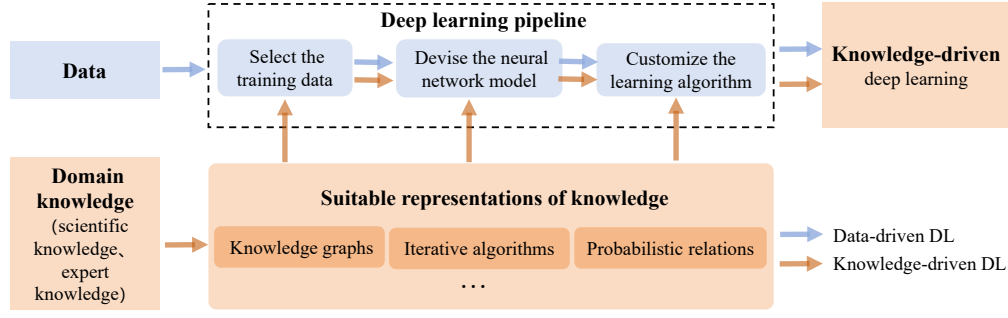 Deep learning pipeline
Data
Select the
training data
Devise the neural
network model
Customize the
learning algorithm
Knowledge-driven
deep learning
Domain
knowledge
(scientific
knowledge、
expert
knowledge)
Suitable representations of knowledge
Knowledge graphs
Iterative algorithms
Probabilistic relations
...
Data-driven DL
Knowledge-driven DL